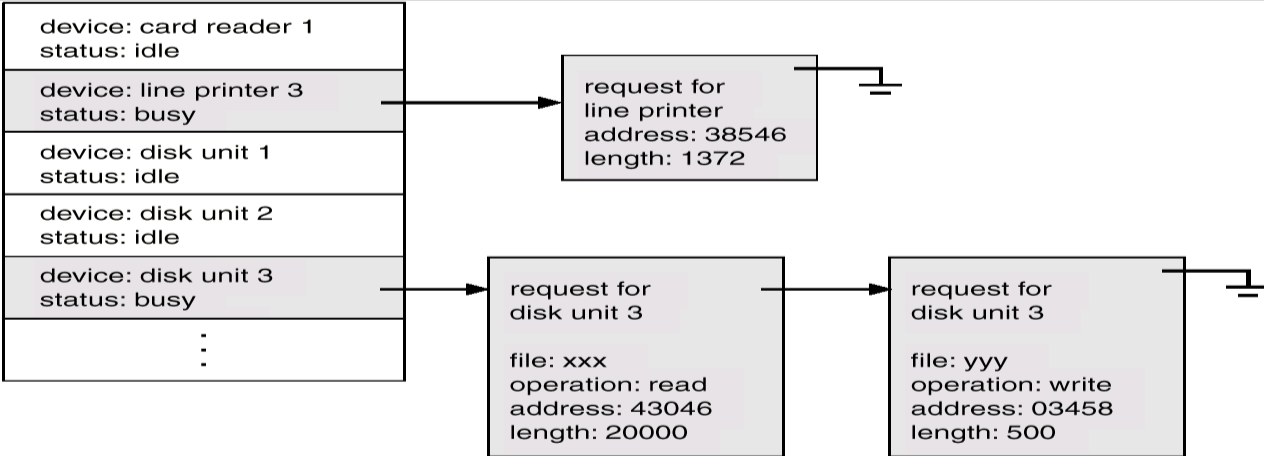 device: card reader 1
status: idle
device: line printer 3
status: busy
device: disk unit 1
status: idle
device: disk unit 2
status: idle
device: disk unit 3
status: busy
request for
line printer
address: 38546
length: 1372
request for
disk unit 3
file: xxx
operation: read
address: 43046
length: 20000
request for
disk unit 3
file: yyy
operation: write
address: 03458
length: 500